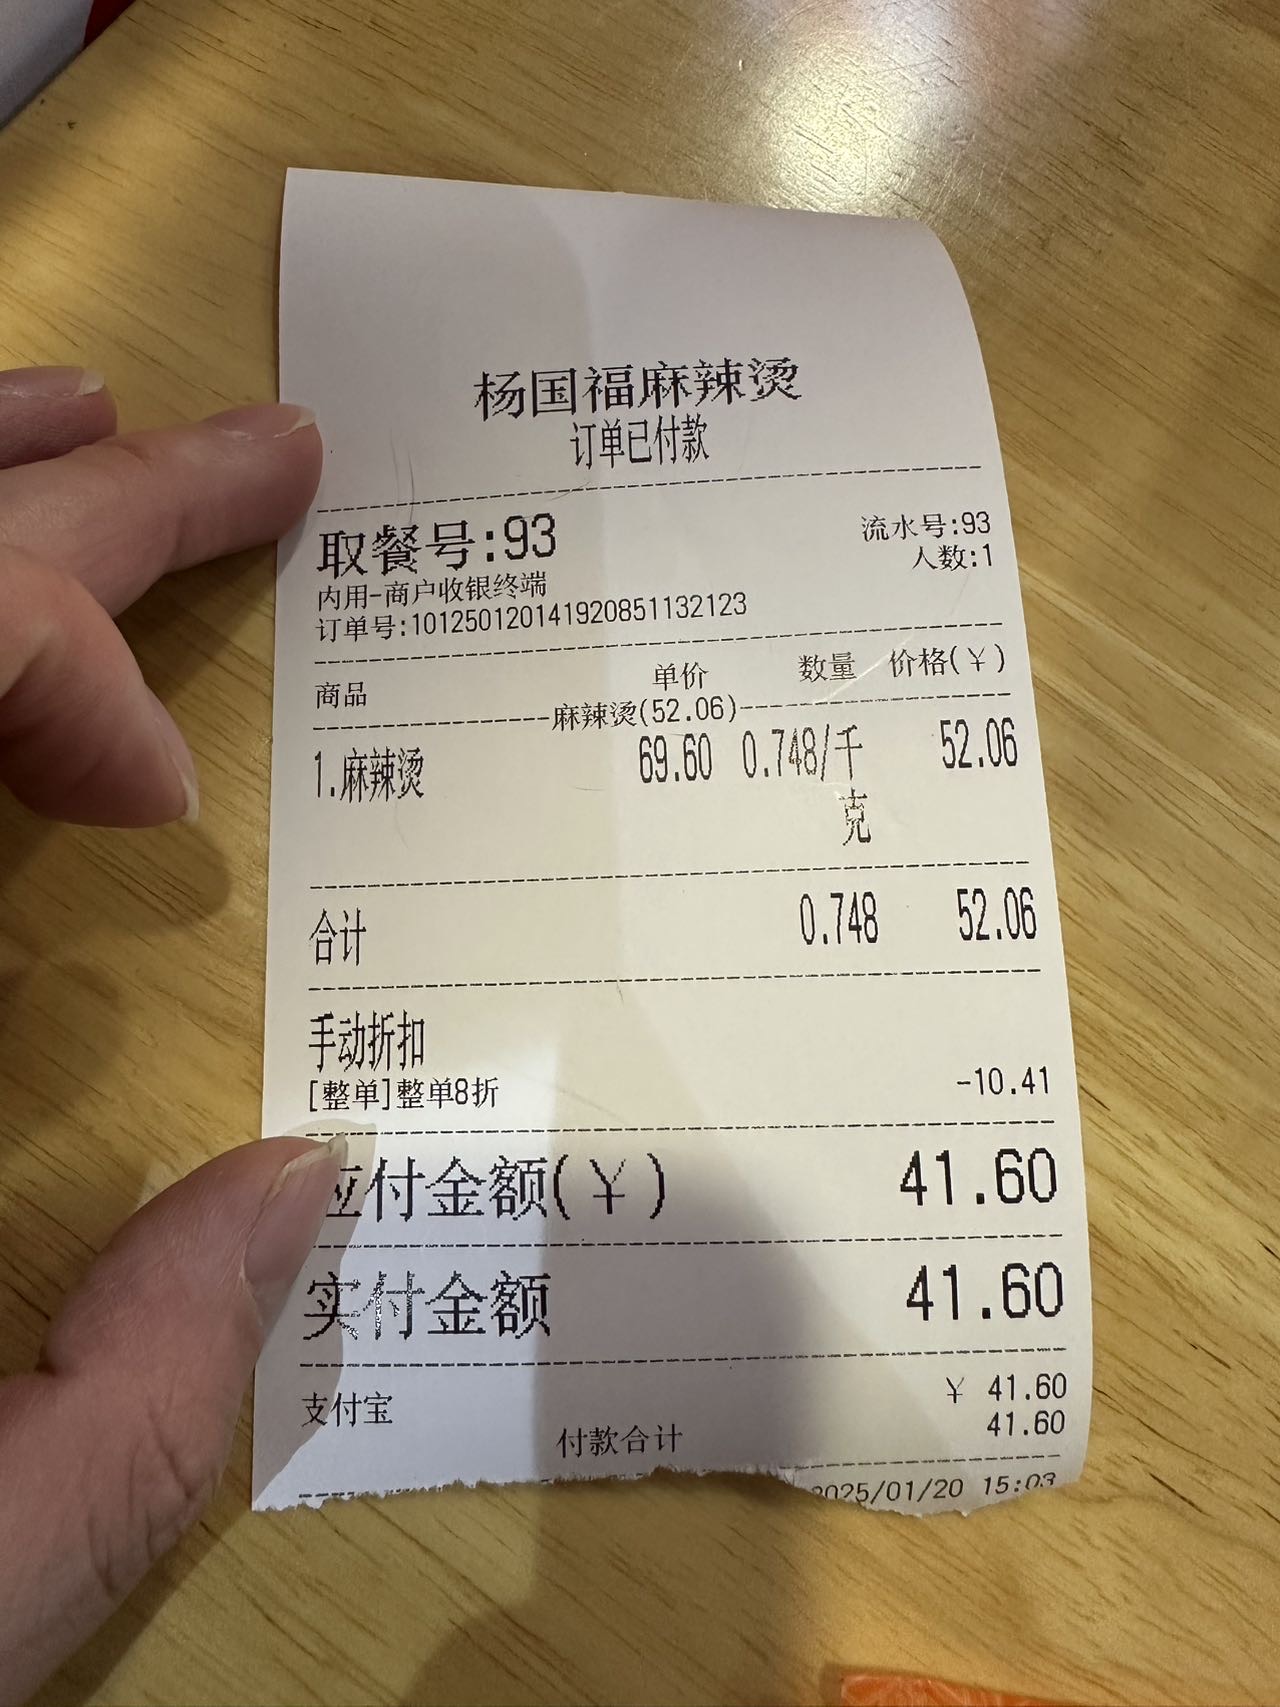 杨国福麻辣烫
订单已付款
取餐号:93
流水号:93
人数:1
内用-商户收银终端
订单号:101250120141920851132123
商品 单价 数量 价格(¥)
麻辣烫(52.06)
1.麻辣烫 69.60 0.748/千克 52.06
合计 0.748 52.06
手动折扣
[整单]整单8折 -10.41
应付金额(¥) 41.60
实付金额 41.60
支付宝 ¥ 41.60
付款合计 41.60
2025/01/20 15:03